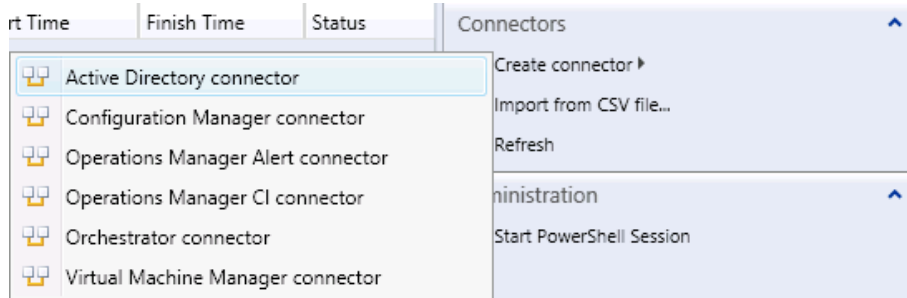 rt Time Finish Time Status
Connectors
Active Directory connector
Configuration Manager connector
Operations Manager Alert connector
Operations Manager CI connector
Orchestrator connector
Virtual Machine Manager connector
Create connector
Import from CSV file...
Refresh
ministration
Start PowerShell Session